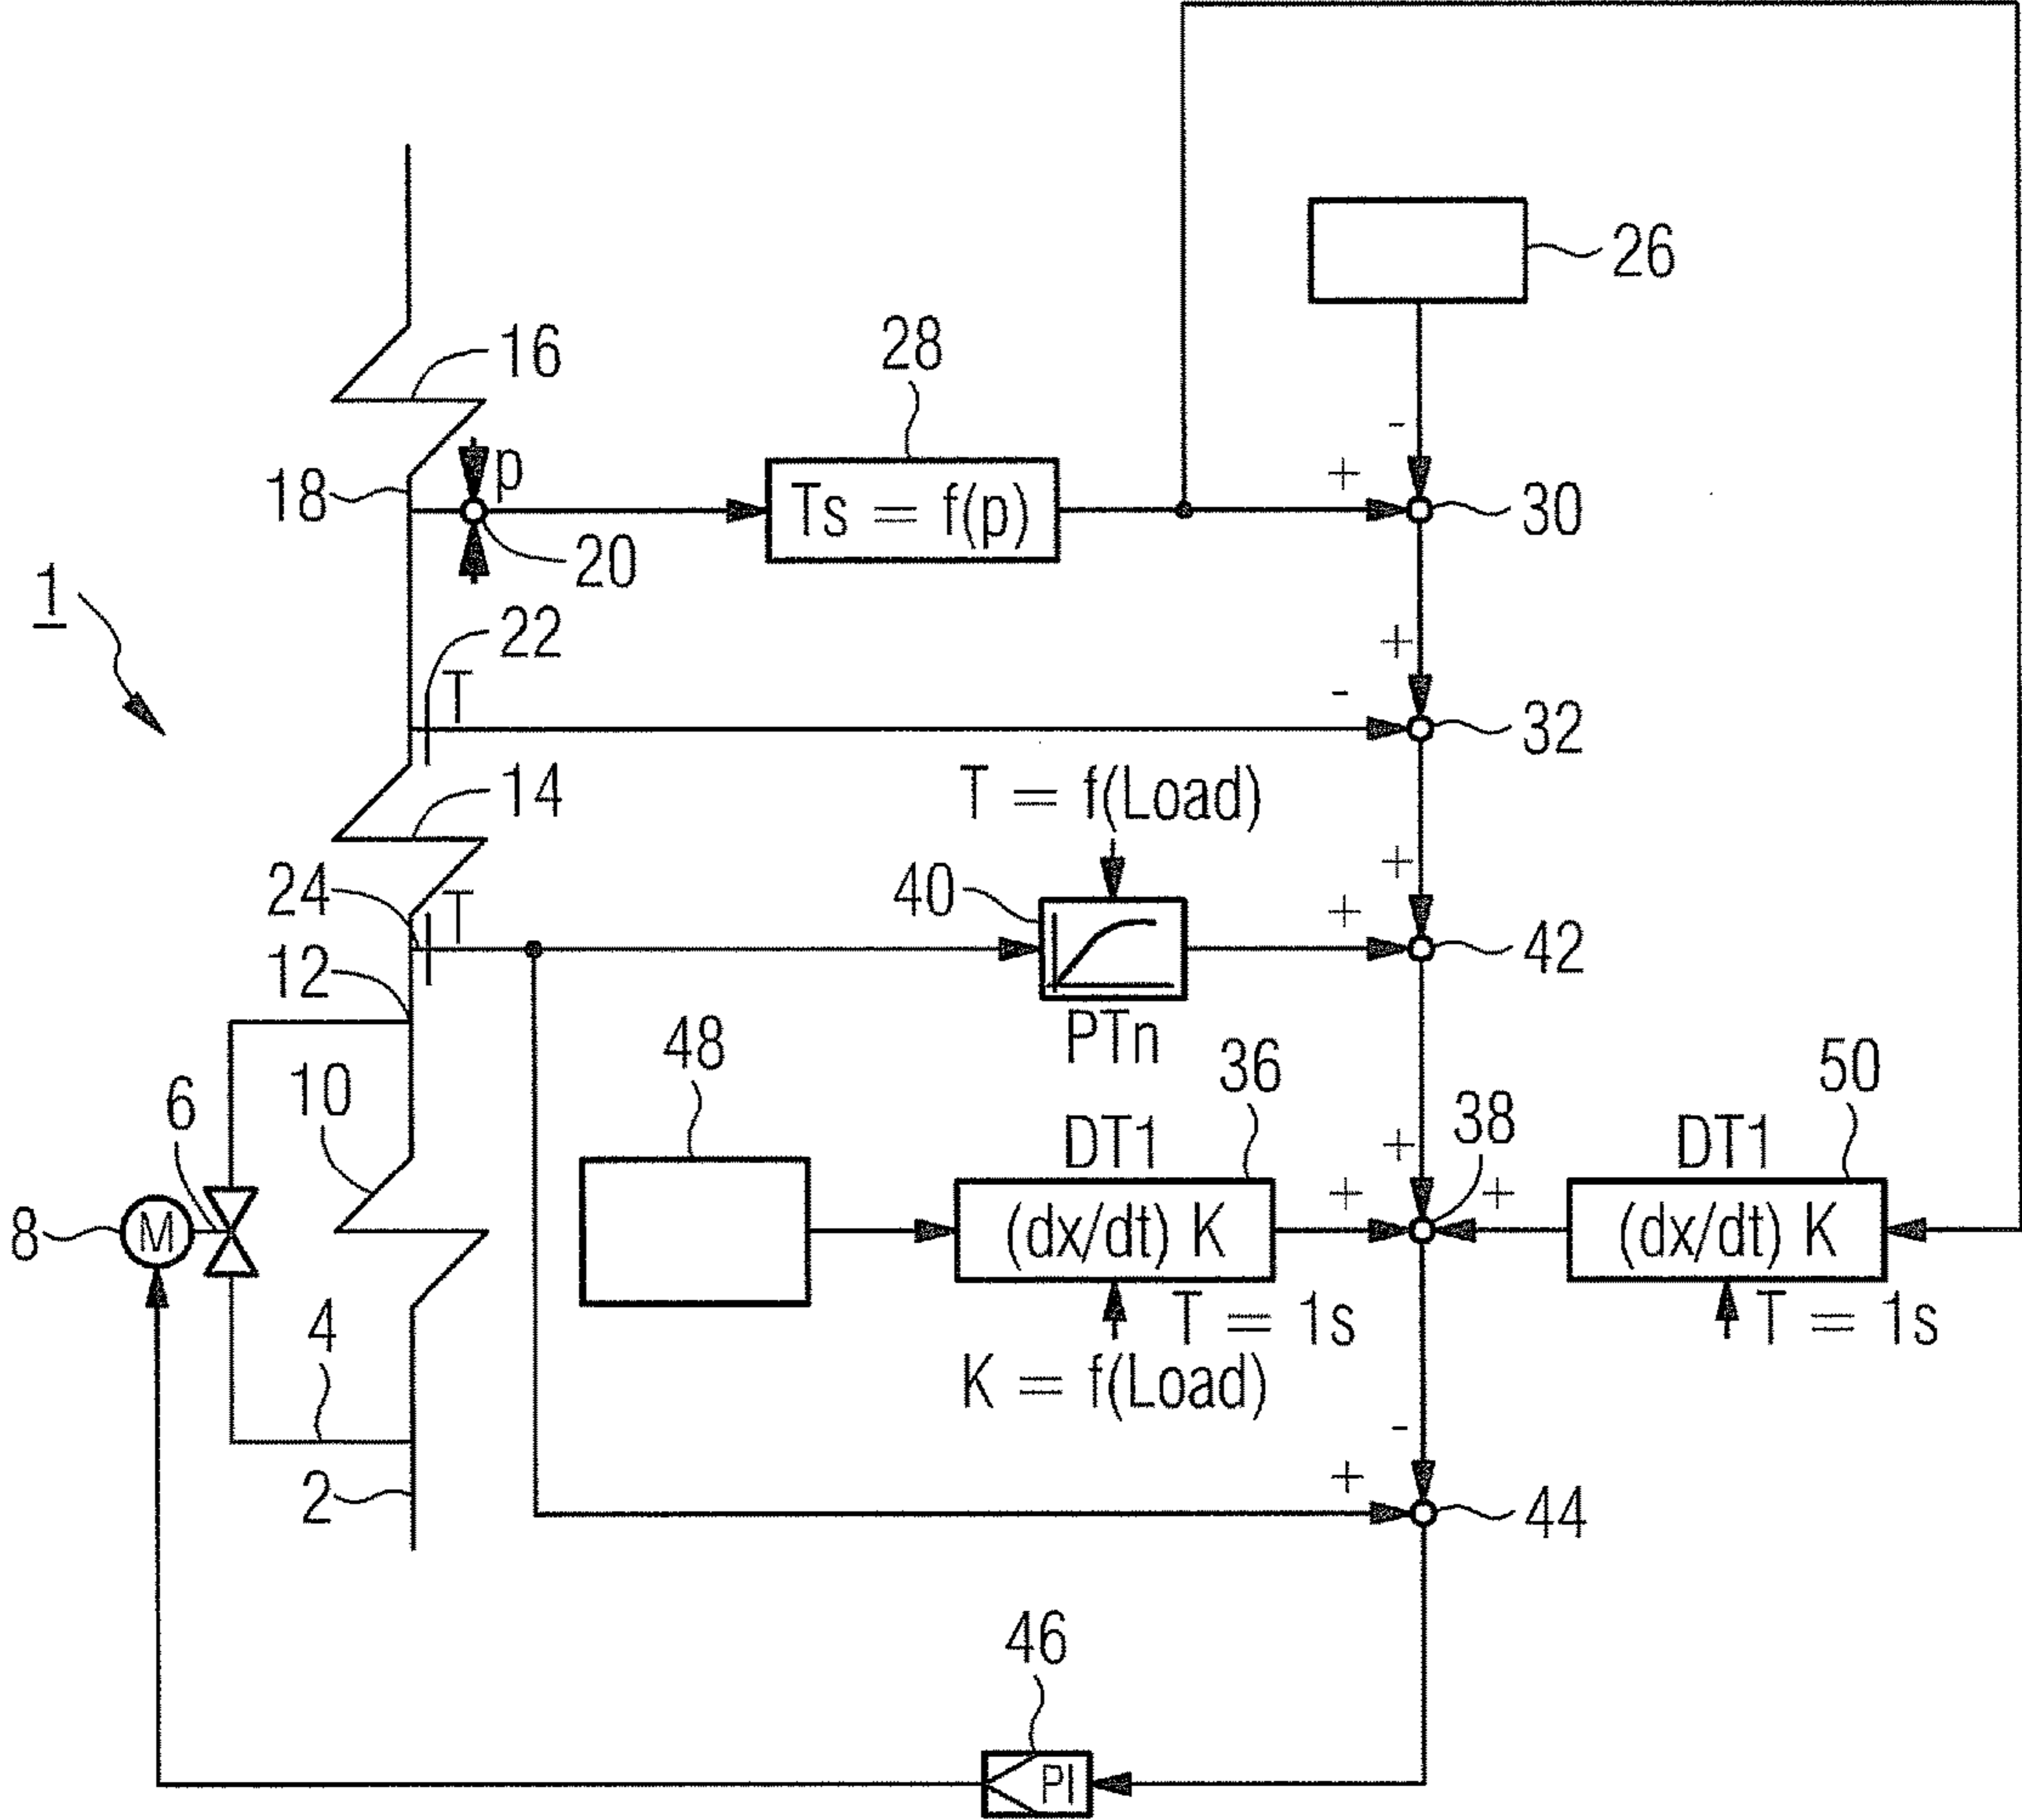 26
16
28
p
18
Ts = f(p)
- 
+
30
20
1
22
+
T
-
32
14
T = f(Load)
24
T
40
+
+
42
12
PTn
48
36
50
10
6
DT1
38
DT1
+
+
+
8
M
(dx/dt) K
(dx/dt) K
4
T = 1s
T = 1s
K = f(Load)
-
2
+
44
46
PI